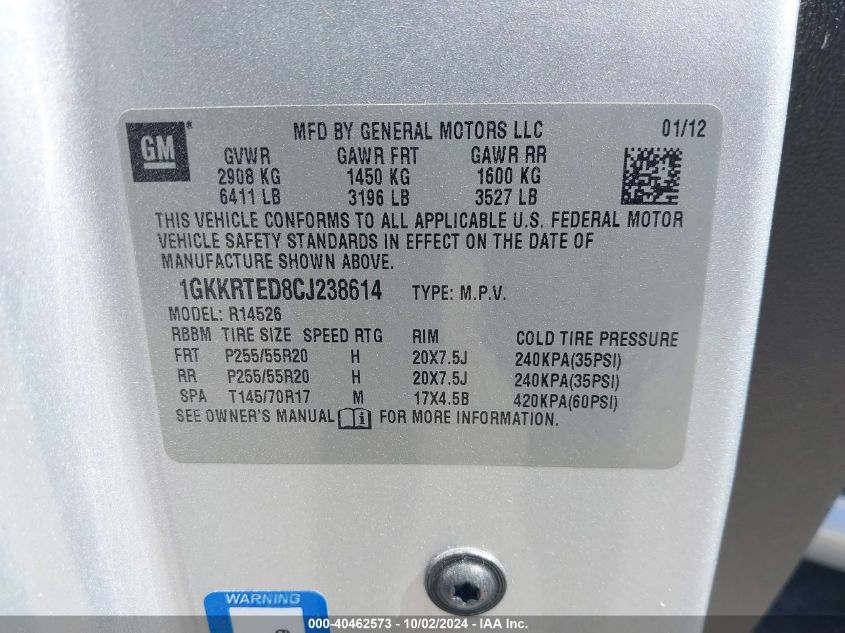 GM
MFD BY GENERAL MOTORS LLC 01/12
GVWR GAWR FRT GAWR RR
2908 KG 1450 KG 1600 KG
6411 LB 3196 LB 3527 LB
THIS VEHICLE CONFORMS TO ALL APPLICABLE U.S. FEDERAL MOTOR
VEHICLE SAFETY STANDARDS IN EFFECT ON THE DATE OF
MANUFACTURE SHOWN ABOVE.
1GKKRTED8CJ238614 TYPE: M.P.V.
MODEL: R14526
RBBM TIRE SIZE SPEED RTG RIM COLD TIRE PRESSURE
FRT P255/55R20 H 20X7.5J 240KPA(35PSI)
RR P255/55R20 H 20X7.5J 240KPA(35PSI)
SPA T145/70R17 M 17X4.5B 420KPA(60PSI)
SEE OWNER'S MANUAL i FOR MORE INFORMATION.
WARNING
000-40462573 - 10/02/2024 - IAA Inc.